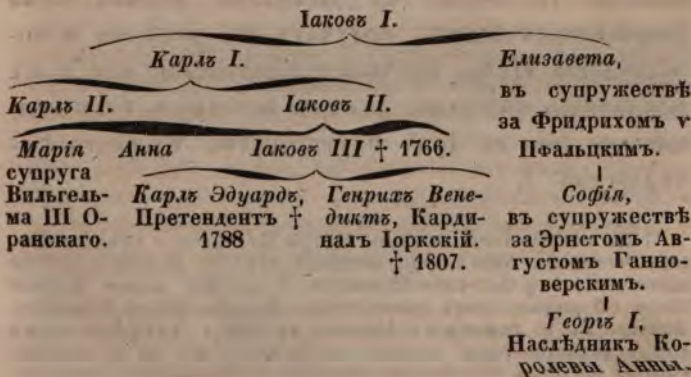 Іаковъ I.
Карлъ I. Елизавета,
Карлъ II. Іаковъ II. въ супружествѣ
за Фридрихомъ v
Марія Анна Іаковъ III † 1766. Пфальцкимъ.
супруга
Вильгель- Карлъ Эдуардъ, Генрихъ Вене- Софія,
ма III О- Претендентъ † диктъ, Карди- въ супружествѣ
ранскаго. 1788 налъ Іоркскій. за Эрнстомъ Ав-
† 1807. густомъ Ганно-
верскимъ.
Георгъ I,
Наслѣдникъ Ко-
ролевы Анны.